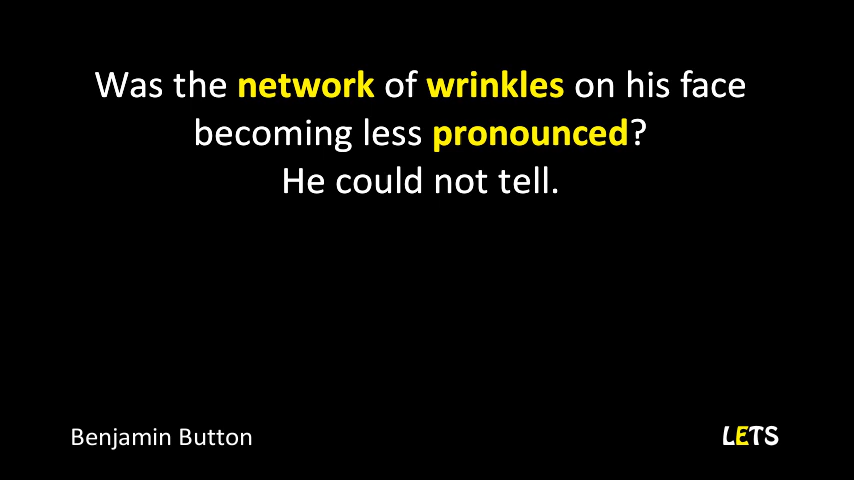 Was the network of wrinkles on his face
becoming less pronounced?
He could not tell.
Benjamin Button
LETS